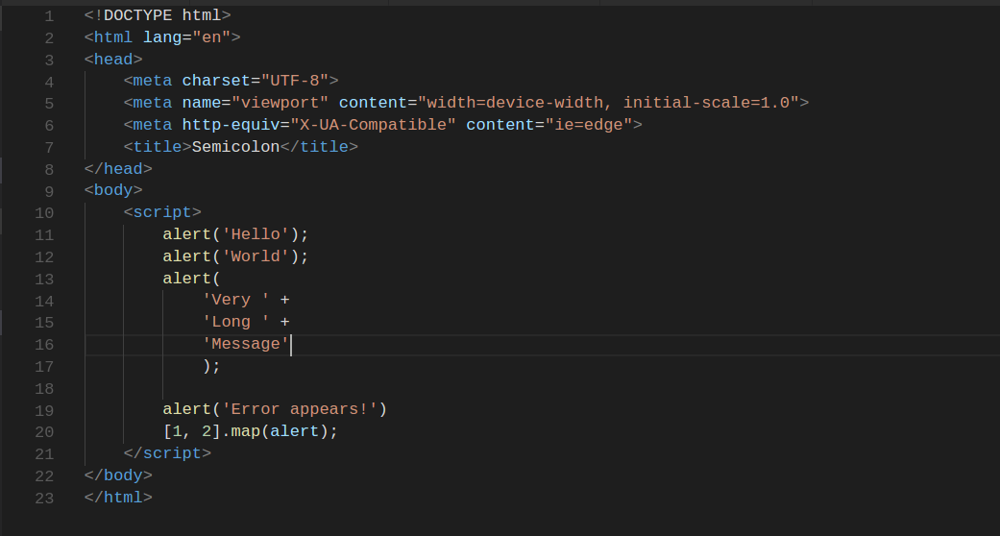 1 <!DOCTYPE html>
2 <html lang="en">
3 <head>
4     <meta charset="UTF-8">
5     <meta name="viewport" content="width=device-width, initial-scale=1.0">
6     <meta http-equiv="X-UA-Compatible" content="ie=edge">
7     <title>Semicolon</title>
8 </head>
9 <body>
10     <script>
11         alert('Hello');
12         alert('World');
13         alert(
14             'Very ' +
15             'Long ' +
16             'Message'
17             );
18
19         alert('Error appears!')
20         [1, 2].map(alert);
21     </script>
22 </body>
23 </html>